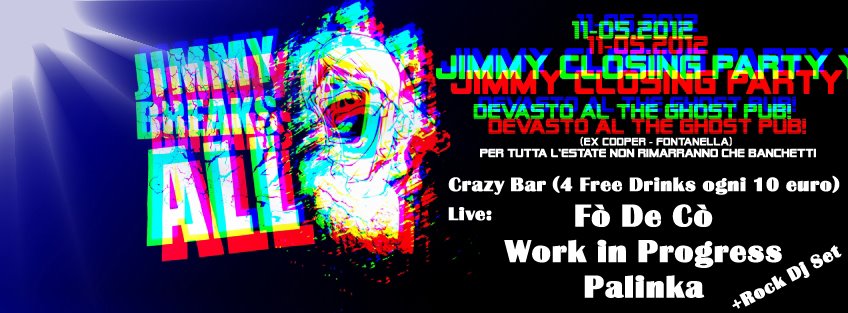 JIMMY
BREAKS
ALL
11-05.2012
JIMMY CLOSING PARTY
DEVASTO AL THE GHOST PUB!
(EX COOPER - FONTANELLA)
PER TUTTA L'ESTATE NON RIMARRANNO CHE BANCHETTI
Crazy Bar (4 Free Drinks ogni 10 euro)
Live: Fò De Cò
Work in Progress
Palinka
+Rock Dj Set